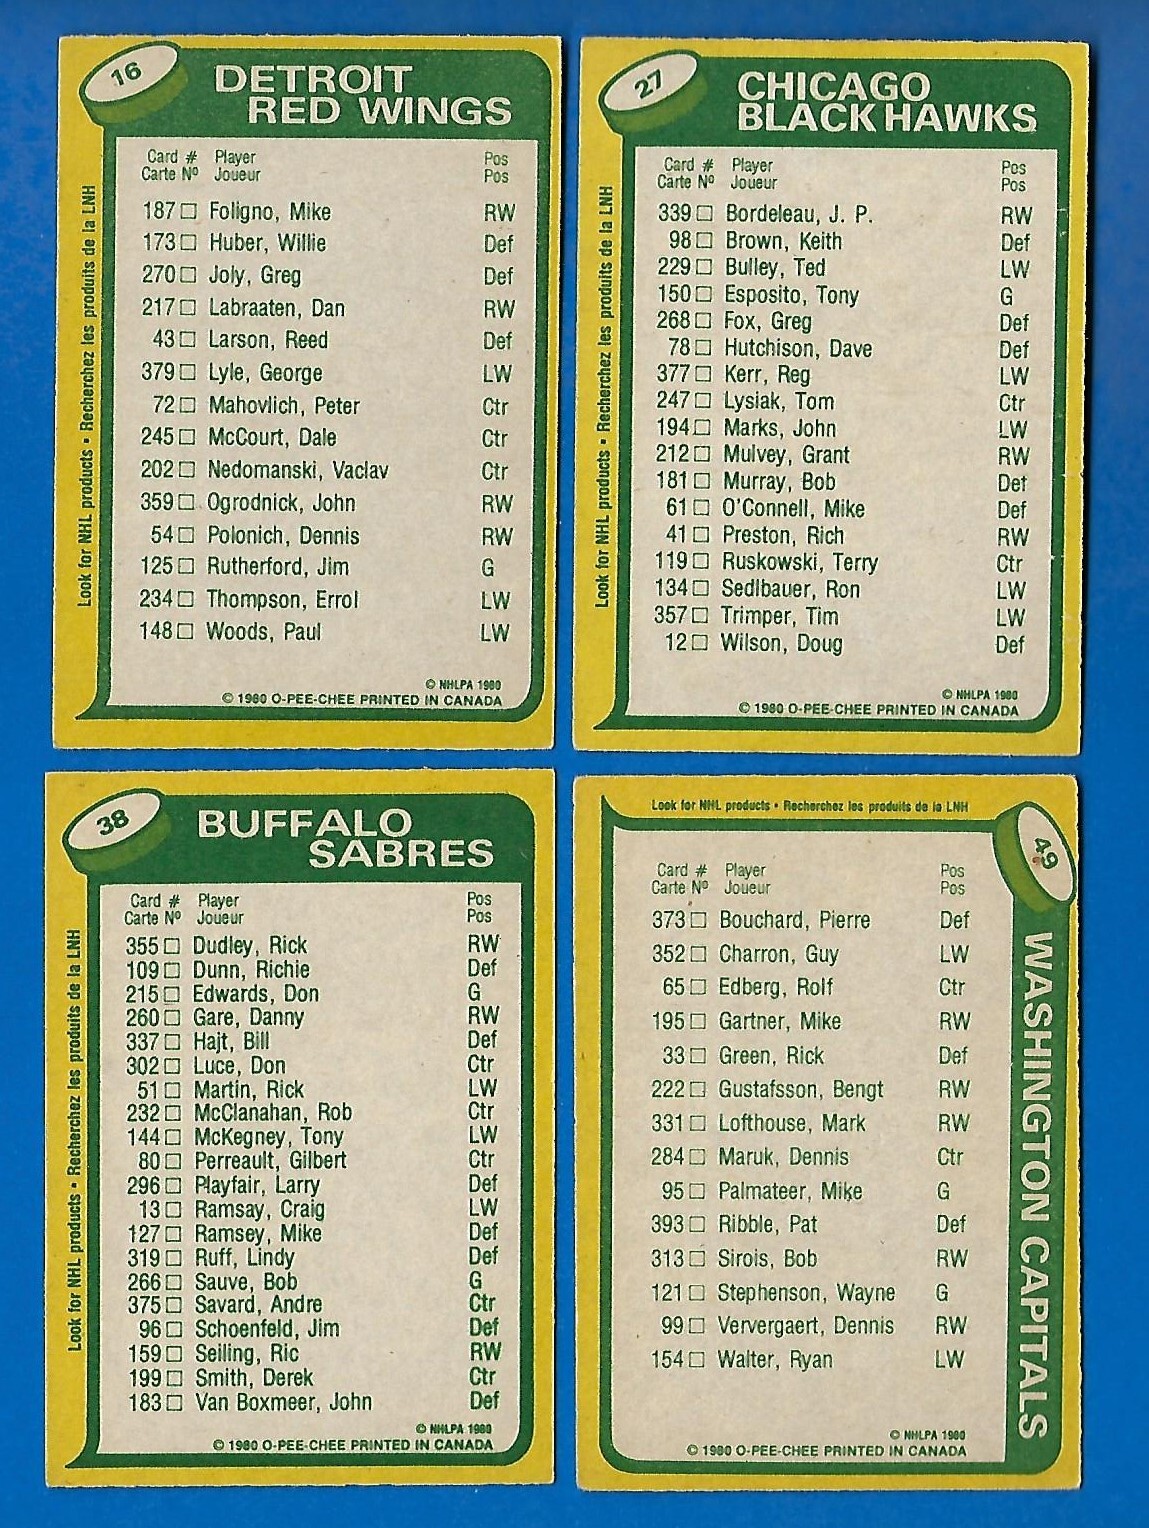 16
DETROIT
RED WINGS
Card # Player Pos
Carte Nº Joueur Pos
187 Foligno, Mike RW
173 Huber, Willie Def
270 Joly, Greg Def
217 Labraaten, Dan RW
43 Larson, Reed Def
379 Lyle, George LW
72 Mahovlich, Peter Ctr
245 McCourt, Dale Ctr
202 Nedomanski, Vaclav Ctr
359 Ogrodnick, John RW
54 Polonich, Dennis RW
125 Rutherford, Jim G
234 Thompson, Errol LW
148 Woods, Paul LW
© NHLPA 1980
© 1980 O-PEE-CHEE PRINTED IN CANADA
Look for NHL products • Recherchez les produits de la LNH
27
CHICAGO
BLACK HAWKS
Card # Player Pos
Carte Nº Joueur Pos
339 Bordeleau, J. P. RW
98 Brown, Keith Def
229 Bulley, Ted LW
150 Esposito, Tony G
268 Fox, Greg Def
78 Hutchison, Dave Def
377 Kerr, Reg LW
247 Lysiak, Tom Ctr
194 Marks, John LW
212 Mulvey, Grant RW
181 Murray, Bob Def
61 O'Connell, Mike Def
41 Preston, Rich RW
119 Ruskowski, Terry Ctr
134 Sedlbauer, Ron LW
357 Trimper, Tim LW
12 Wilson, Doug Def
© NHLPA 1980
© 1980 O-PEE-CHEE PRINTED IN CANADA
Look for NHL products • Recherchez les produits de la LNH
38
BUFFALO
SABRES
Card # Player Pos
Carte Nº Joueur Pos
355 Dudley, Rick RW
109 Dunn, Richie Def
215 Edwards, Don G
260 Gare, Danny RW
337 Hajt, Bill Def
302 Luce, Don Ctr
51 Martin, Rick LW
232 McClanahan, Rob Ctr
144 McKegney, Tony LW
80 Perreault, Gilbert Ctr
296 Playfair, Larry Def
13 Ramsay, Craig LW
127 Ramsey, Mike Def
319 Ruff, Lindy Def
266 Sauve, Bob G
375 Savard, Andre Ctr
96 Schoenfeld, Jim Def
159 Seiling, Ric RW
199 Smith, Derek Ctr
183 Van Boxmeer, John Def
© NHLPA 1980
© 1980 O-PEE-CHEE PRINTED IN CANADA
Look for NHL products • Recherchez les produits de la LNH
Look for NHL products • Recherchez les produits de la LNH
49
WASHINGTON CAPITALS
Card # Player Pos
Carte Nº Joueur Pos
373 Bouchard, Pierre Def
352 Charron, Guy LW
65 Edberg, Rolf Ctr
195 Gartner, Mike RW
33 Green, Rick Def
222 Gustafsson, Bengt RW
331 Lofthouse, Mark RW
284 Maruk, Dennis Ctr
95 Palmateer, Mike G
393 Ribble, Pat Def
313 Sirois, Bob RW
121 Stephenson, Wayne G
99 Ververgaert, Dennis RW
154 Walter, Ryan LW
© NHLPA 1980
© 1980 O-PEE-CHEE PRINTED IN CANADA